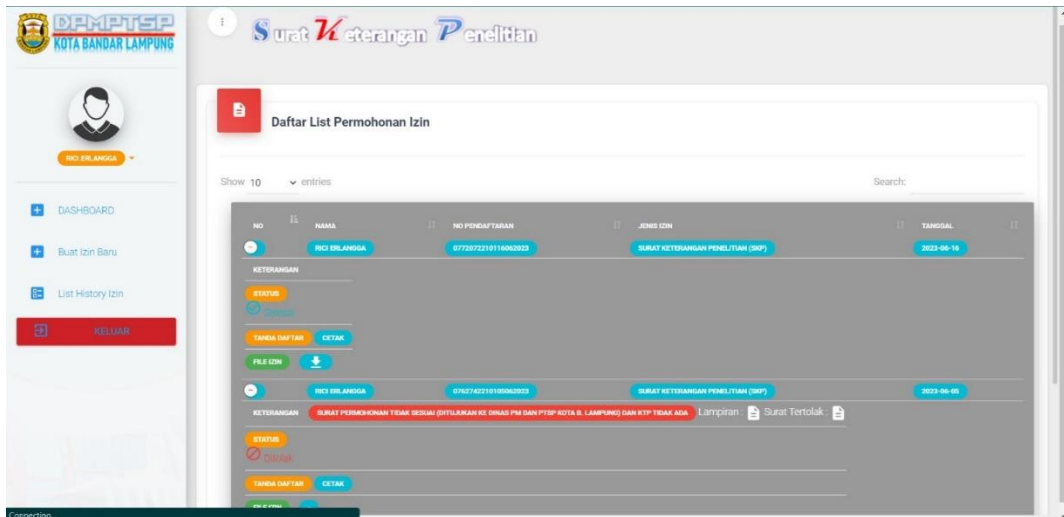 DPMPTSP
KOTA BANDAR LAMPUNG
Surat Keterangan Penelitian
RICI ERLANGGA
DASHBOARD
Buat Izin Baru
List History Izin
KELUAR
Daftar List Permohonan Izin
Show 10 entries
Search:
NO NAMA NO PENDAFTARAN JENIS IZIN TANGGAL
RICI ERLANGGA 0772072210116062023 SURAT KETERANGAN PENELITIAN (SKP) 2023-06-16
KETERANGAN
STATUS
TANDA DAFTAR CETAK
FILE IZIN
RICI ERLANGGA 0762742210105062023 SURAT KETERANGAN PENELITIAN (SKP) 2023-06-05
KETERANGAN SURAT PERMOHONAN TIDAK SESUAI (DITUJUKAN KE DINAS PM DAN PTSP KOTA B. LAMPUNG) DAN KTP TIDAK ADA Lampiran : Surat Tertolak :
STATUS
Ditolak
TANDA DAFTAR CETAK
FILE IZIN
Connecting